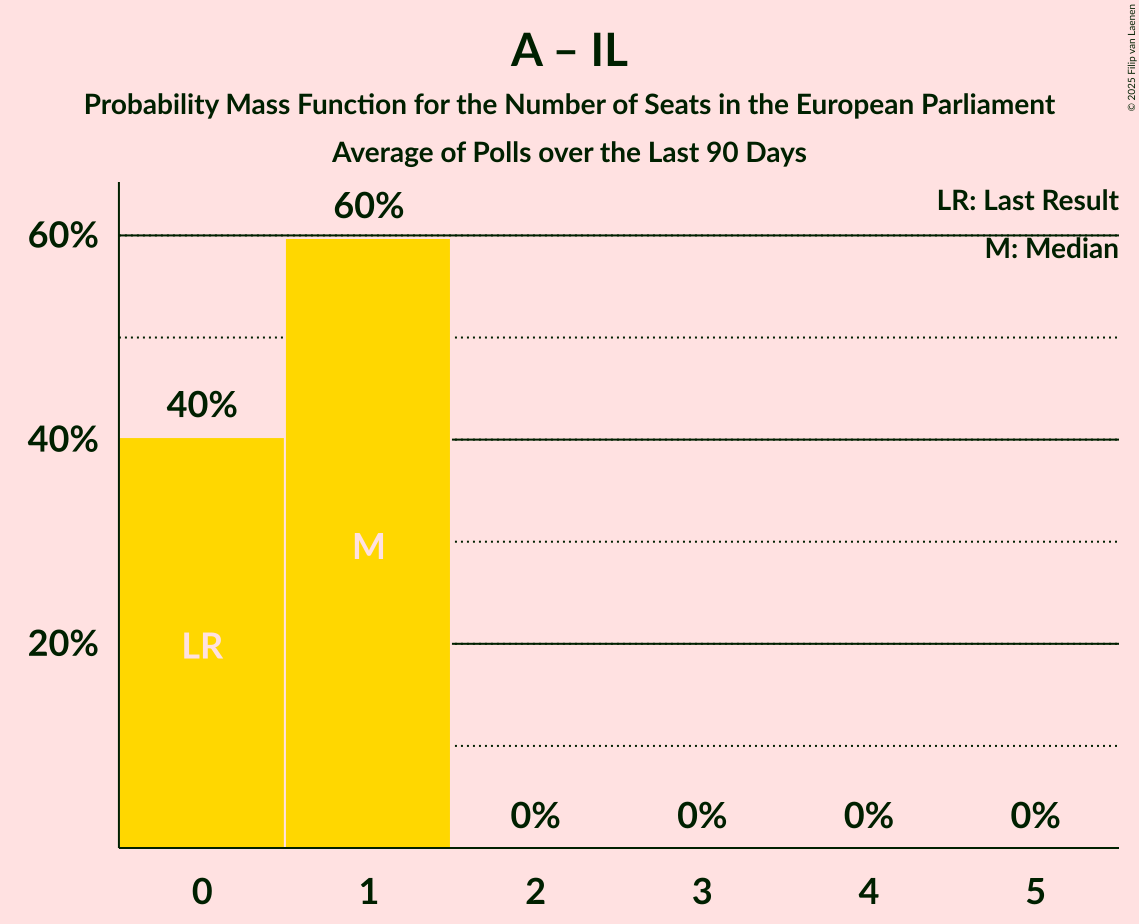 A – IL
Probability Mass Function for the Number of Seats in the European Parliament
Average of Polls over the Last 90 Days
© 2025 Filip van Laenen
LR: Last Result
M: Median
60%
40%
20%
40%
60%
0%
0%
0%
0%
LR
M
0
1
2
3
4
5